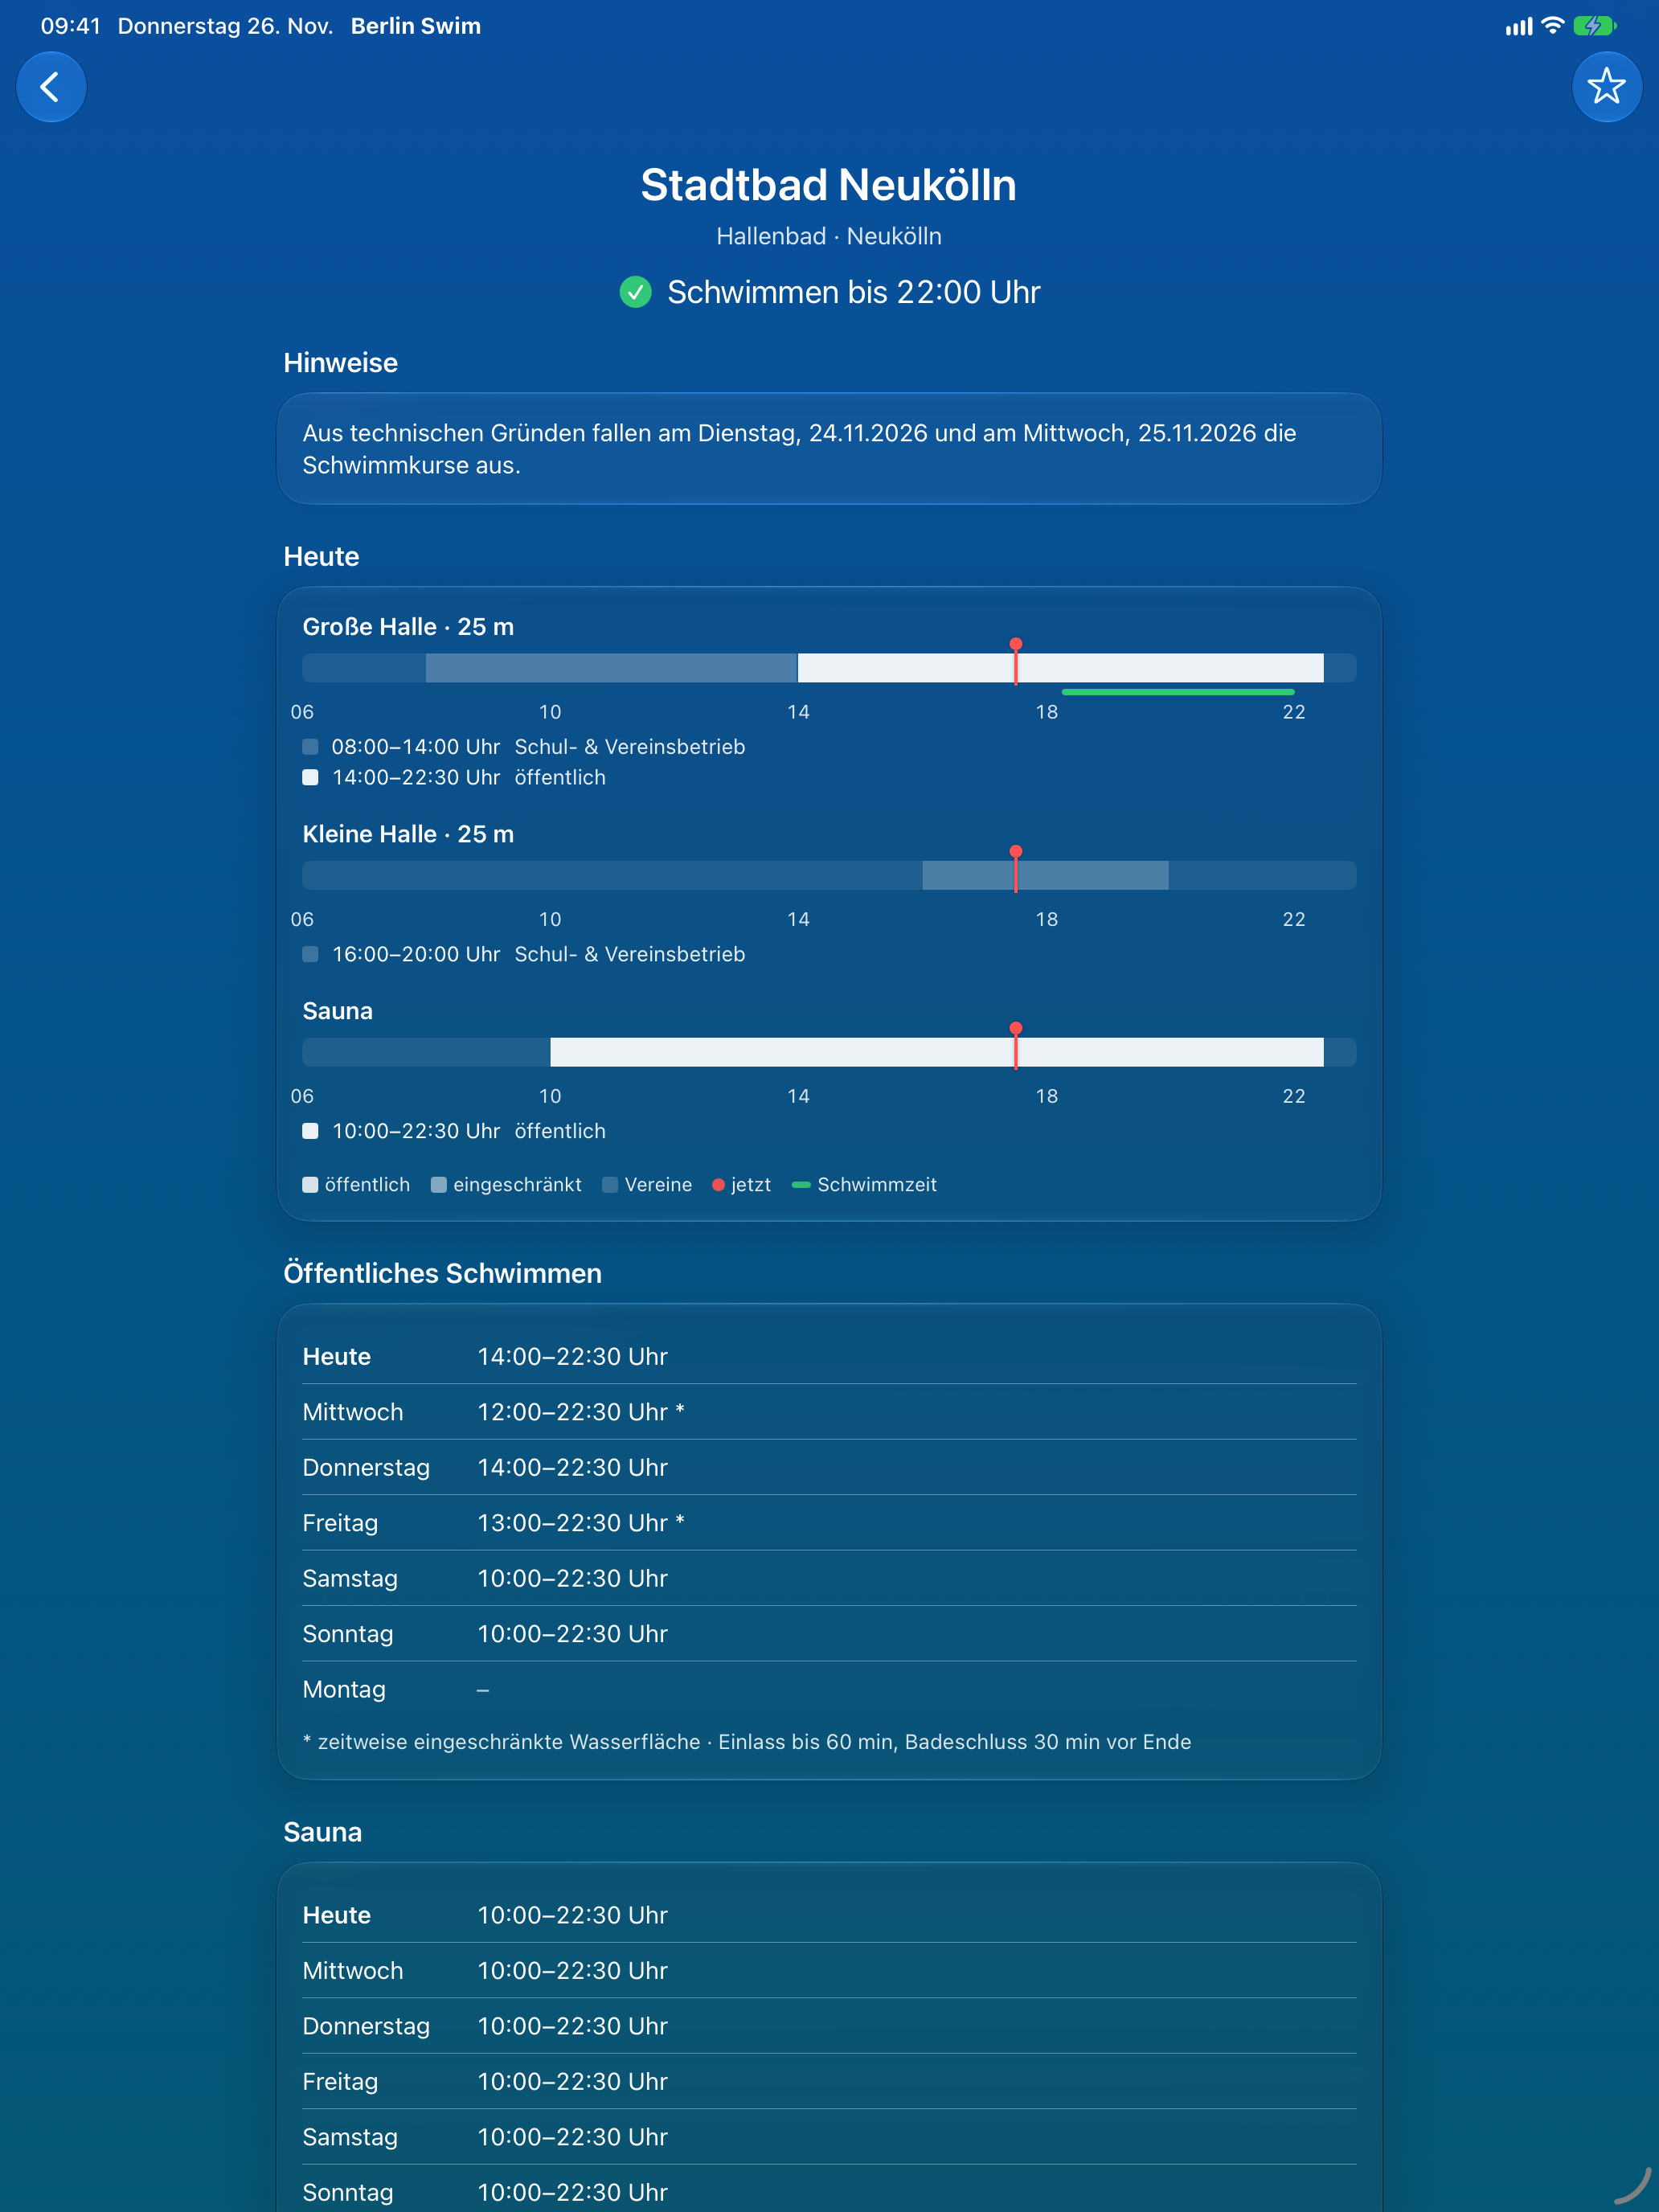 09:41 Donnerstag 26. Nov. Berlin Swim
Stadtbad Neukölln
Hallenbad · Neukölln
Schwimmen bis 22:00 Uhr
Hinweise
Aus technischen Gründen fallen am Dienstag, 24.11.2026 und am Mittwoch, 25.11.2026 die
Schwimmkurse aus.
Heute
Große Halle · 25 m
06 10 14 18 22
08:00–14:00 Uhr Schul- & Vereinsbetrieb
14:00–22:30 Uhr öffentlich
Kleine Halle · 25 m
06 10 14 18 22
16:00–20:00 Uhr Schul- & Vereinsbetrieb
Sauna
06 10 14 18 22
10:00–22:30 Uhr öffentlich
öffentlich eingeschränkt Vereine jetzt Schwimmzeit
Öffentliches Schwimmen
Heute 14:00–22:30 Uhr
Mittwoch 12:00–22:30 Uhr *
Donnerstag 14:00–22:30 Uhr
Freitag 13:00–22:30 Uhr *
Samstag 10:00–22:30 Uhr
Sonntag 10:00–22:30 Uhr
Montag –
* zeitweise eingeschränkte Wasserfläche · Einlass bis 60 min, Badeschluss 30 min vor Ende
Sauna
Heute 10:00–22:30 Uhr
Mittwoch 10:00–22:30 Uhr
Donnerstag 10:00–22:30 Uhr
Freitag 10:00–22:30 Uhr
Samstag 10:00–22:30 Uhr
Sonntag 10:00–22:30 Uhr